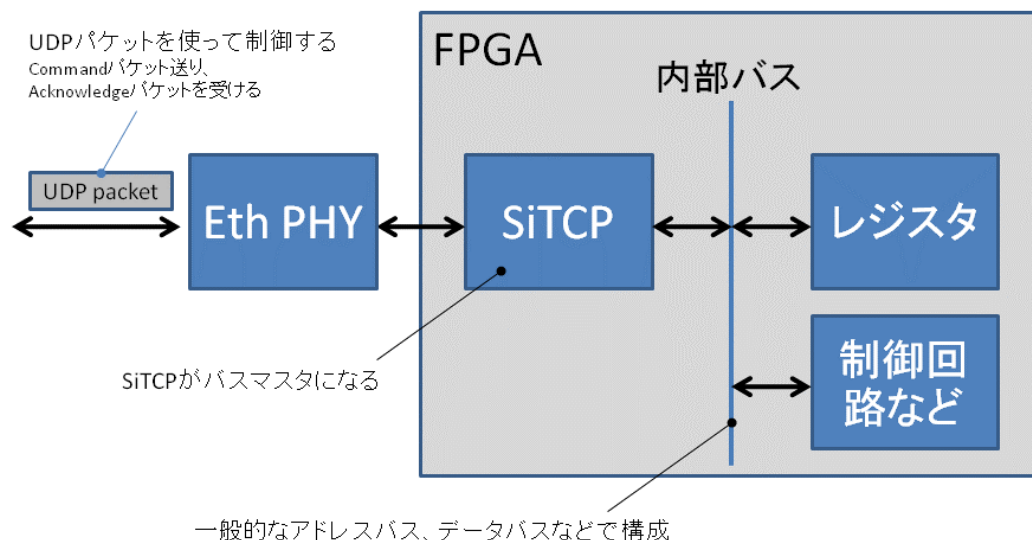 UDPパケットを使って制御する
Commandパケット送り、
Acknowledgeパケットを受ける
UDP packet
Eth PHY
FPGA
SiTCP
内部バス
レジスタ
制御回
路など
SiTCPがバスマスタになる
一般的なアドレスバス、データバスなどで構成